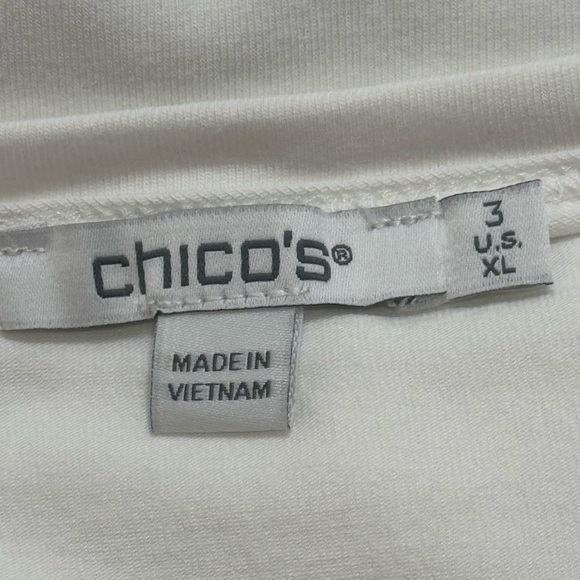 chico's®
3
U.S.
XL
MADE IN
VIETNAM